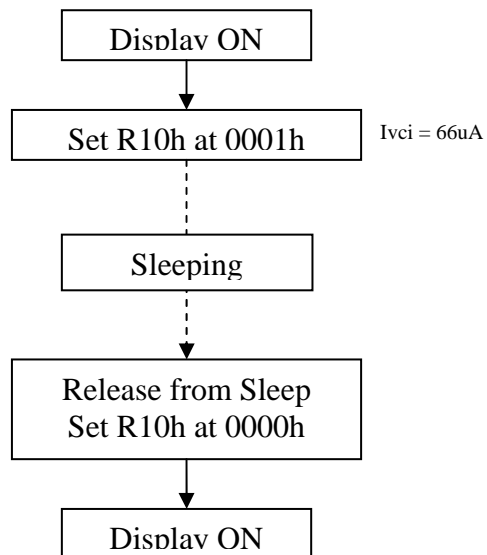 Display ON
Set R10h at 0001h
Ivci = 66uA
Sleeping
Release from Sleep
Set R10h at 0000h
Display ON